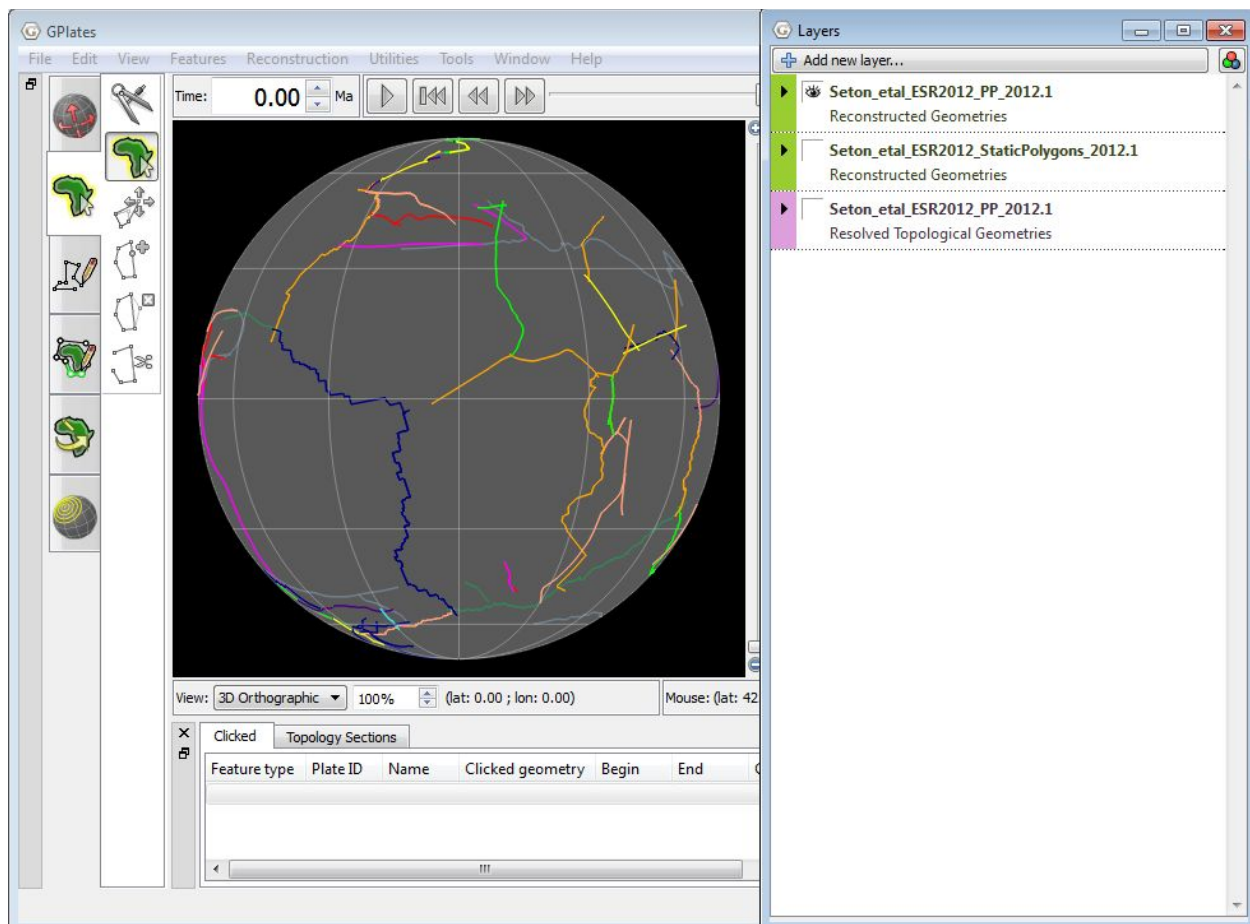 GPlates
File Edit View Features Reconstruction Utilities Tools Window Help
Time: 0.00 Ma
View: 3D Orthographic 100% (lat: 0.00 ; lon: 0.00) Mouse: (lat: 42
Clicked Topology Sections
Feature type Plate ID Name Clicked geometry Begin End
Layers
Add new layer...
Seton_etal_ESR2012_PP_2012.1
Reconstructed Geometries
Seton_etal_ESR2012_StaticPolygons_2012.1
Reconstructed Geometries
Seton_etal_ESR2012_PP_2012.1
Resolved Topological Geometries